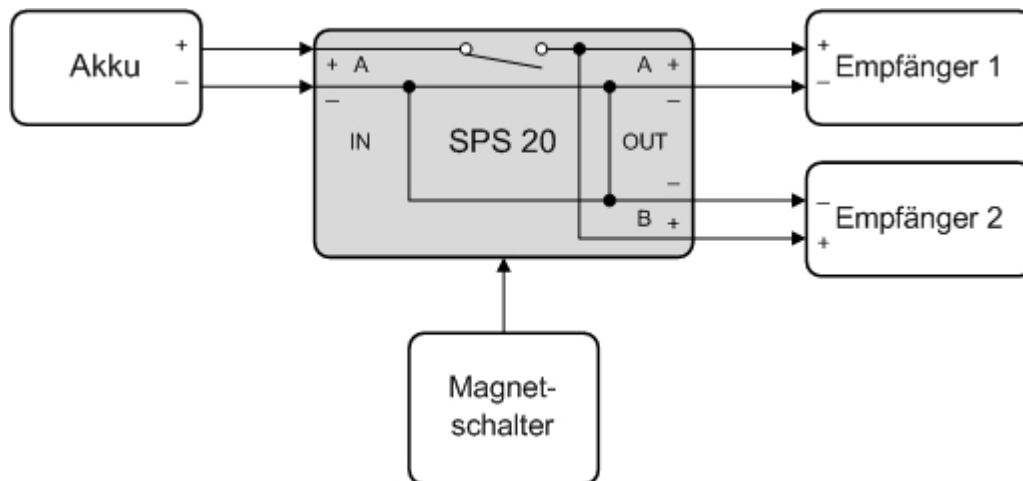 Akku
+
–
+ A
–
IN
SPS 20
A +
–
OUT
–
B +
+
–
Empfänger 1
–
+
Empfänger 2
Magnet-
schalter